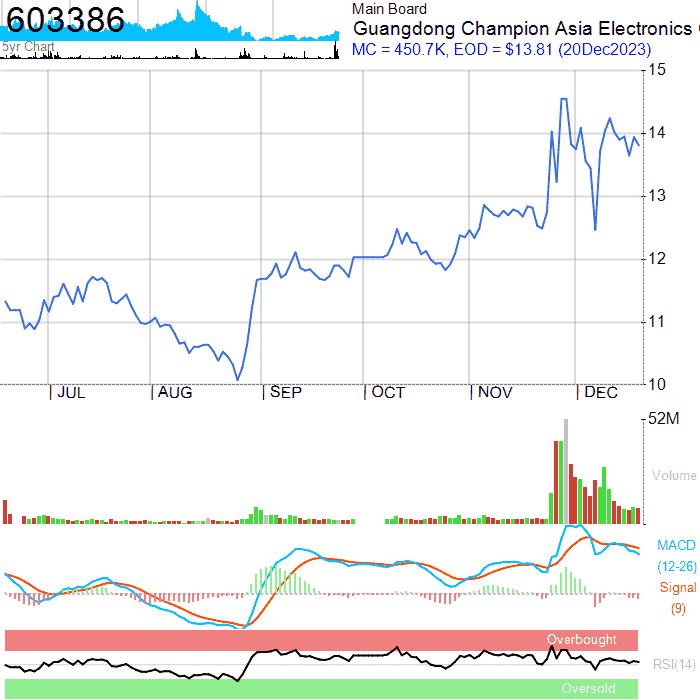 603386
5yr Chart
Main Board
Guangdong Champion Asia Electronics
MC = 450.7K, EOD = $13.81 (20Dec2023)
15
14
13
12
11
10
JUL AUG SEP OCT NOV DEC
52M
Volume
MACD
(12-26)
Signal
(9)
Overbought
RSI(14)
Oversold